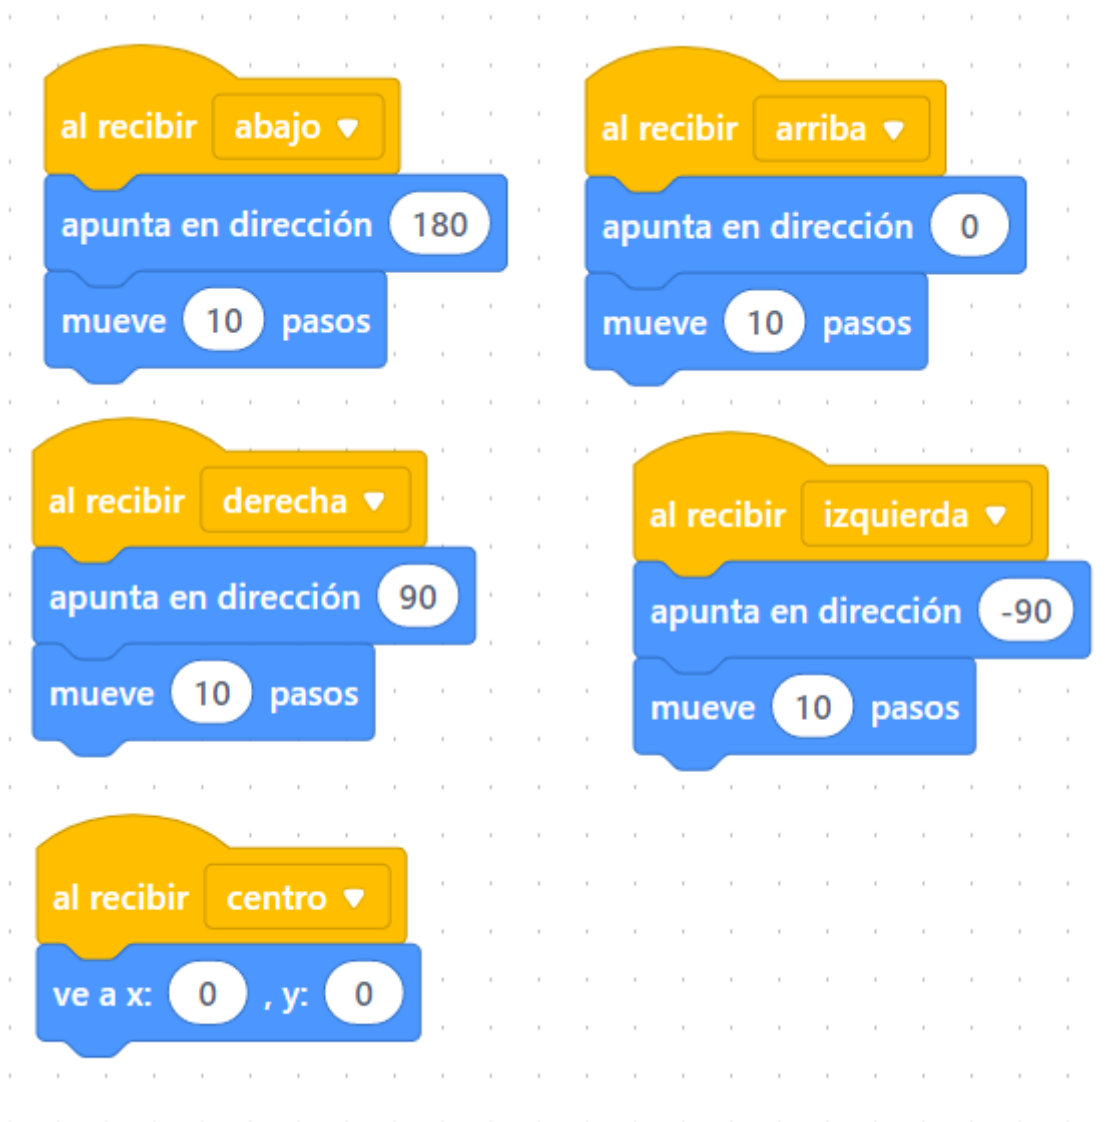 al recibir abajo
apunta en dirección 180
mueve 10 pasos
al recibir arriba
apunta en dirección 0
mueve 10 pasos
al recibir derecha
apunta en dirección 90
mueve 10 pasos
al recibir izquierda
apunta en dirección -90
mueve 10 pasos
al recibir centro
ve a x: 0 , y: 0